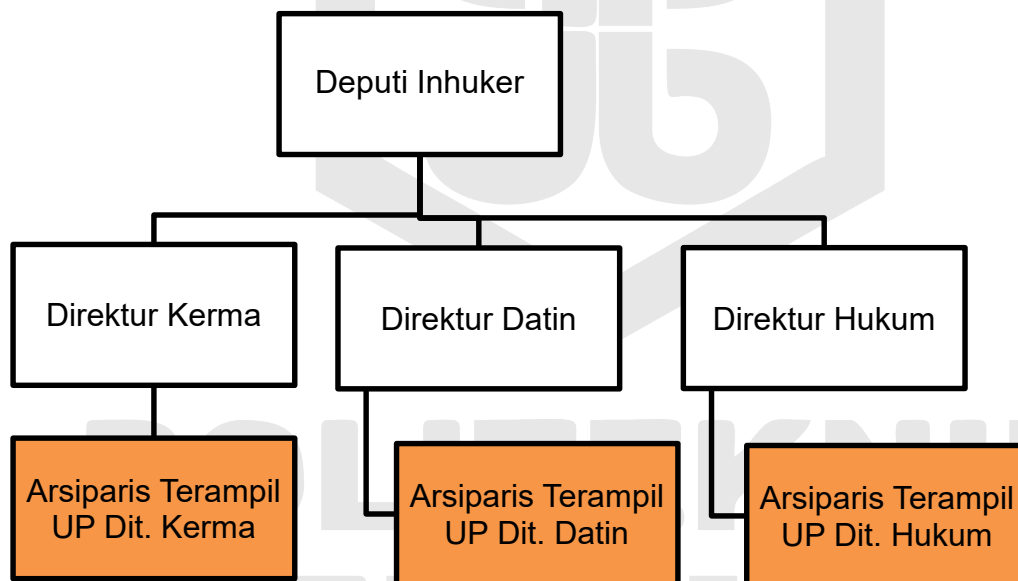 Deputi Inhuker
Direktur Kerma
Direktur Datin
Direktur Hukum
Arsiparis Terampil
UP Dit. Kerma
Arsiparis Terampil
UP Dit. Datin
Arsiparis Terampil
UP Dit. Hukum